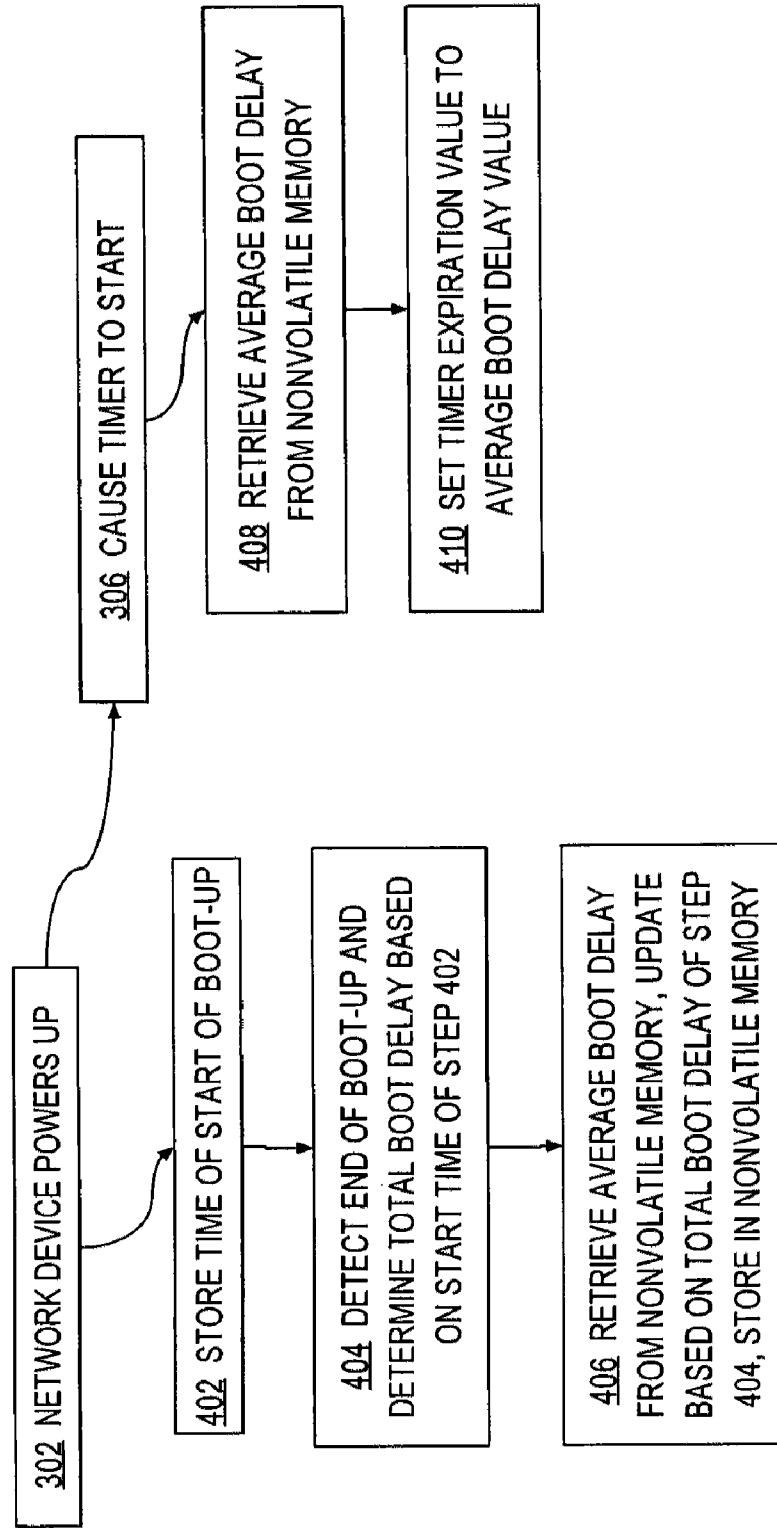 302 NETWORK DEVICE POWERS UP
402 STORE TIME OF START OF BOOT-UP
404 DETECT END OF BOOT-UP AND
DETERMINE TOTAL BOOT DELAY BASED
ON START TIME OF STEP 402
406 RETRIEVE AVERAGE BOOT DELAY
FROM NONVOLATILE MEMORY, UPDATE
BASED ON TOTAL BOOT DELAY OF STEP
404, STORE IN NONVOLATILE MEMORY
306 CAUSE TIMER TO START
408 RETRIEVE AVERAGE BOOT DELAY
FROM NONVOLATILE MEMORY
410 SET TIMER EXPIRATION VALUE TO
AVERAGE BOOT DELAY VALUE